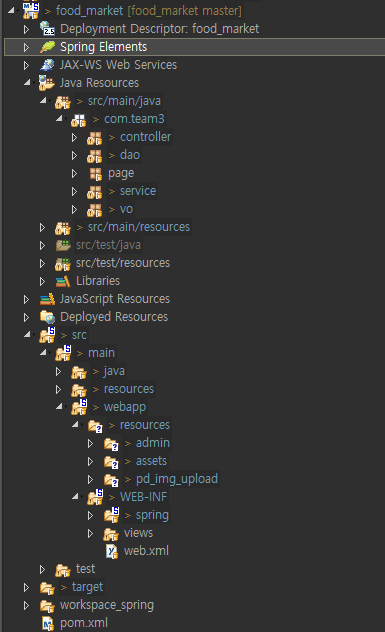 > food_market [food_market master]
Deployment Descriptor: food_market
Spring Elements
JAX-WS Web Services
Java Resources
> src/main/java
> com.team3
> controller
> dao
page
> service
> vo
> src/main/resources
src/test/java
src/test/resources
Libraries
JavaScript Resources
Deployed Resources
> src
> main
> java
> resources
> webapp
> resources
> admin
> assets
> pd_img_upload
> WEB-INF
> spring
views
web.xml
test
> target
workspace_spring
pom.xml